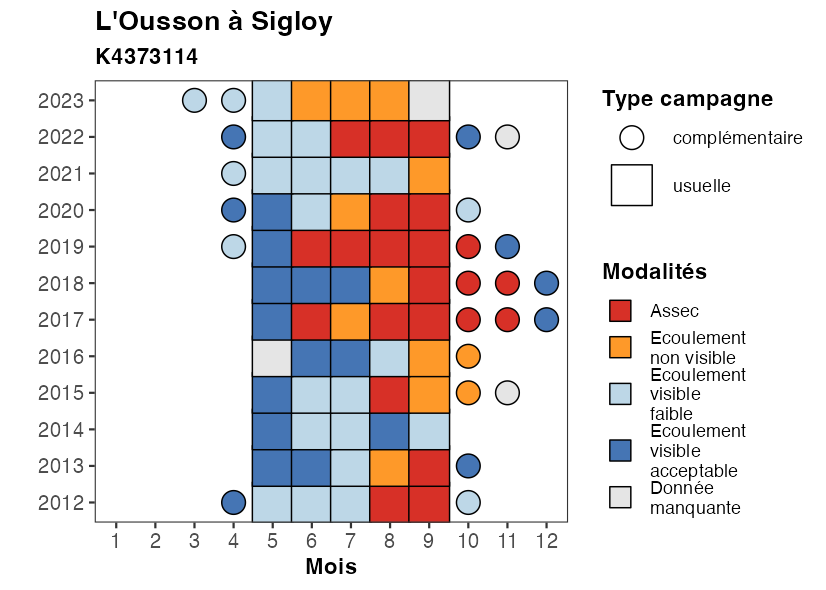 L'Ousson à Sigloy
K4373114
2023
2022
2021
2020
2019
2018
2017
2016
2015
2014
2013
2012
1 2 3 4 5 6 7 8 9 10 11 12
Mois
Type campagne
complémentaire
usuelle
Modalités
Assec
Ecoulement
non visible
Ecoulement
visible
faible
Ecoulement
visible
acceptable
Donnée
manquante